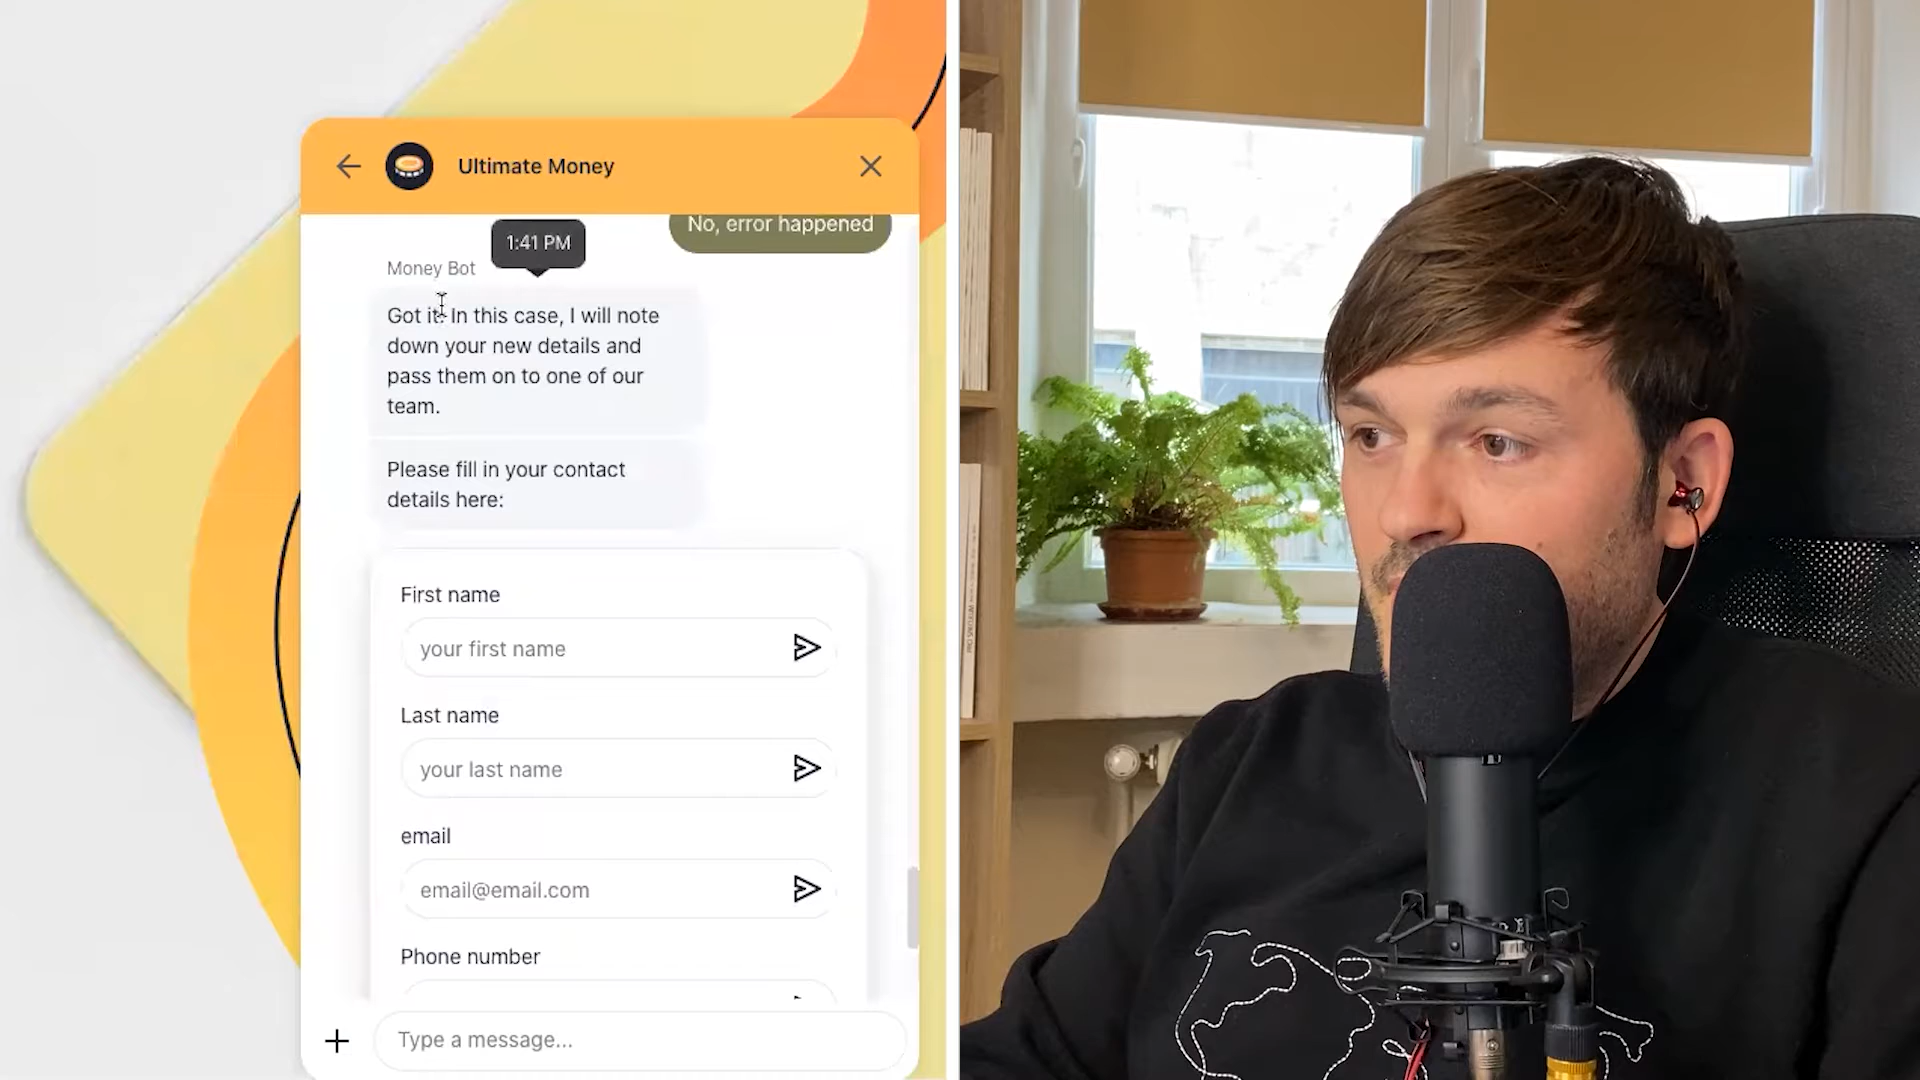 Ultimate Money
No, error happened
1:41 PM
Money Bot
Got it! In this case, I will note
down your new details and
pass them on to one of our
team.
Please fill in your contact
details here:
First name
your first name
Last name
your last name
email
email@email.com
Phone number
Type a message...